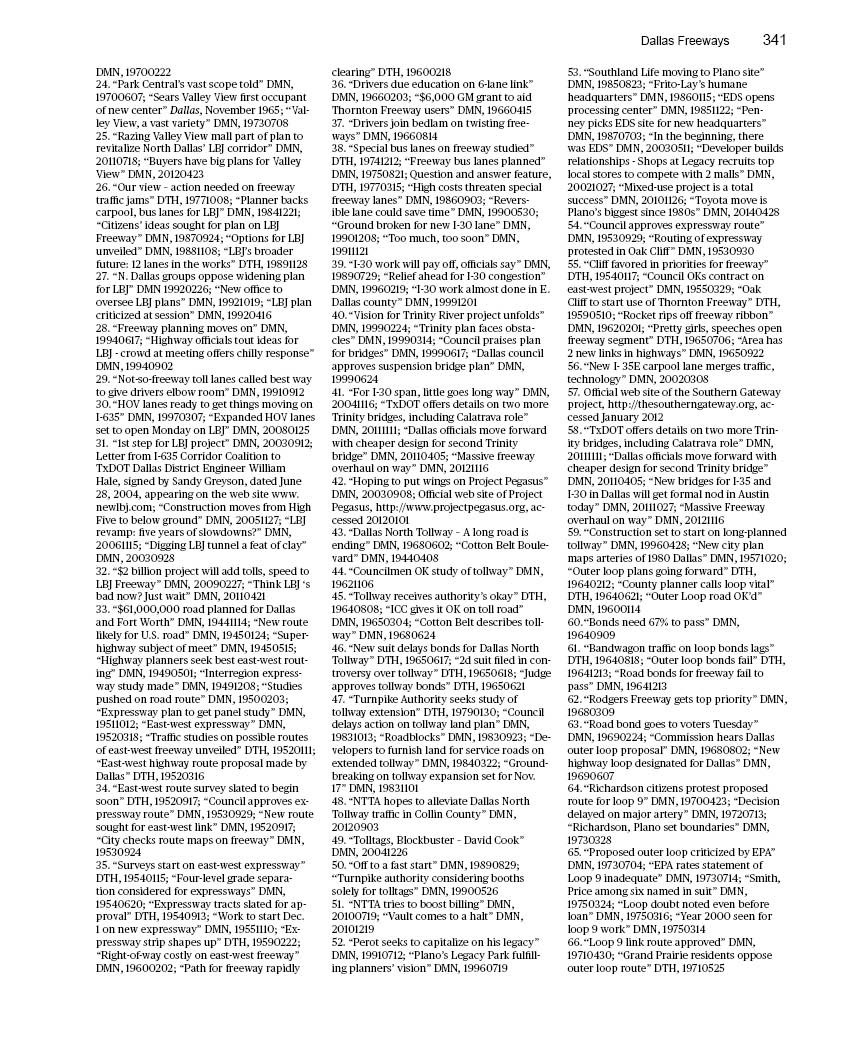 Dallas Freeways 341
DMN, 19700222
24. “Park Central’s vast scope told” DMN,
19700607; “Sears Valley View first occupant
of new center” Dallas, November 1965; “Val-
ley View, a vast variety” DMN, 19730708
25. “Razing Valley View mall part of plan to
revitalize North Dallas’ LBJ corridor” DMN,
20110718; “Buyers have big plans for Valley
View” DMN, 20120423
26. “Our view – action needed on freeway
traffic jams” DTH, 19771008; “Planner backs
carpool, bus lanes for LBJ” DMN, 19841221;
“Citizens’ ideas sought for plan on LBJ
Freeway” DMN, 19870924; “Options for LBJ
unveiled” DMN, 19881108; “LBJ’s broader
future: 12 lanes in the works” DTH, 19891128
27. “N. Dallas groups oppose widening plan
for LBJ” DMN 19920226; “New office to
oversee LBJ plans” DMN, 19921019; “LBJ plan
criticized at session” DMN, 19920416
28. “Freeway planning moves on” DMN,
19940617; “Highway officials tout ideas for
LBJ - crowd at meeting offers chilly response”
DMN, 19940902
29. “Not-so-freeway toll lanes called best way
to give drivers elbow room” DMN, 19910912
30. “HOV lanes ready to get things moving on
I-635” DMN, 19970307; “Expanded HOV lanes
set to open Monday on LBJ” DMN, 20080125
31. “1st step for LBJ project” DMN, 20030912;
Letter from I-635 Corridor Coalition to
TxDOT Dallas District Engineer William
Hale, signed by Sandy Greyson, dated June
28, 2004, appearing on the web site www.
newlbj.com; “Construction moves from High
Five to below ground” DMN, 20051127; “LBJ
revamp: five years of slowdowns?” DMN,
20061115; “Digging LBJ tunnel a feat of clay”
DMN, 20030928
32. “$2 billion project will add tolls, speed to
LBJ Freeway” DMN, 20090227; “Think LBJ ‘s
bad now? Just wait” DMN, 20110421
33. “$61,000,000 road planned for Dallas
and Fort Worth” DMN, 19441114; “New route
likely for U.S. road” DMN, 19450124; “Super-
highway subject of meet” DMN, 19450515;
“Highway planners seek best east-west rout-
ing” DMN, 19490501; “Interregion express-
way study made” DMN, 19491208; “Studies
pushed on road route” DMN, 19500203;
“Expressway plan to get panel study” DMN,
19511012; “East-west expressway” DMN,
19520318; “Traffic studies on possible routes
of east-west freeway unveiled” DTH, 19520111;
“East-west highway route proposal made by
Dallas” DTH, 19520316
34. “East-west route survey slated to begin
soon” DTH, 19520917; “Council approves ex-
pressway route” DMN, 19530929; “New route
sought for east-west link” DMN, 19520917;
“City checks route maps on freeway” DMN,
19530924
35. “Surveys start on east-west expressway”
DTH, 19540115; “Four-level grade separa-
tion considered for expressways” DMN,
19540620; “Expressway tracts slated for ap-
proval” DTH, 19540913; “Work to start Dec.
1 on new expressway” DMN, 19551110; “Ex-
pressway strip shapes up” DTH, 19590222;
“Right-of-way costly on east-west freeway”
DMN, 19600202; “Path for freeway rapidly
clearing” DTH, 19600218
36. “Drivers due education on 6-lane link”
DMN, 19660203; “$6,000 GM grant to aid
Thornton Freeway users” DMN, 19660415
37. “Drivers join bedlam on twisting free-
ways” DMN, 19660814
38. “Special bus lanes on freeway studied”
DTH, 19741212; “Freeway bus lanes planned”
DMN, 19750821; Question and answer feature,
DTH, 19770315; “High costs threaten special
freeway lanes” DMN, 19860903; “Revers-
ible lane could save time” DMN, 19900530;
“Ground broken for new I-30 lane” DMN,
19901208; “Too much, too soon” DMN,
19911121
39. “I-30 work will pay off, officials say” DMN,
19890729; “Relief ahead for I-30 congestion”
DMN, 19960219; “I-30 work almost done in E.
Dallas county” DMN, 19991201
40. “Vision for Trinity River project unfolds”
DMN, 19990224; “Trinity plan faces obsta-
cles” DMN, 19990314; “Council praises plan
for bridges” DMN, 19990617; “Dallas council
approves suspension bridge plan” DMN,
19990624
41. “For I-30 span, little goes long way” DMN,
20041116; “TxDOT offers details on two more
Trinity bridges, including Calatrava role”
DMN, 20111111; “Dallas officials move forward
with cheaper design for second Trinity
bridge” DMN, 20110405; “Massive freeway
overhaul on way” DMN, 20121116
42. “Hoping to put wings on Project Pegasus”
DMN, 20030908; Official web site of Project
Pegasus, http://www.projectpegasus.org, ac-
cessed 20120101
43. “Dallas North Tollway – A long road is
ending” DMN, 19680602; “Cotton Belt Boule-
vard” DMN, 19440408
44. “Councilmen OK study of tollway” DMN,
19621106
45. “Tollway receives authority’s okay” DTH,
19640808; “ICC gives it OK on toll road”
DMN, 19650304; “Cotton Belt describes toll-
way” DMN, 19680624
46. “New suit delays bonds for Dallas North
Tollway” DTH, 19650617; “2d suit filed in con-
troversy over tollway” DTH, 19650618; “Judge
approves tollway bonds” DTH, 19650621
47. “Turnpike Authority seeks study of
tollway extension” DTH, 19790130; “Council
delays action on tollway land plan” DMN,
19831013; “Roadblocks” DMN, 19830923; “De-
velopers to furnish land for service roads on
extended tollway” DMN, 19840322; “Ground-
breaking on tollway expansion set for Nov.
17” DMN, 19831101
48. “NTTA hopes to alleviate Dallas North
Tollway traffic in Collin County” DMN,
20120903
49. “Tolltags, Blockbuster – David Cook”
DMN, 20041226
50. “Off to a fast start” DMN, 19890829;
“Turnpike authority considering booths
solely for tolltags” DMN, 19900526
51. “NTTA tries to boost billing” DMN,
20100719; “Vault comes to a halt” DMN,
20101219
52. “Perot seeks to capitalize on his legacy”
DMN, 19910712; “Plano’s Legacy Park fulfill-
ing planners’ vision” DMN, 19960719
53. “Southland Life moving to Plano site”
DMN, 19850823; “Frito-Lay’s humane
headquarters” DMN, 19860115; “EDS opens
processing center” DMN, 19851122; “Pen-
ney picks EDS site for new headquarters”
DMN, 19870703; “In the beginning, there
was EDS” DMN, 20030511; “Developer builds
relationships - Shops at Legacy recruits top
local stores to compete with 2 malls” DMN,
20021027; “Mixed-use project is a total
success” DMN, 20101126; “Toyota move is
Plano’s biggest since 1980s” DMN, 20140428
54. “Council approves expressway route”
DMN, 19530929; “Routing of expressway
protested in Oak Cliff” DMN, 19530930
55. “Cliff favored in priorities for freeway”
DTH, 19540117; “Council OKs contract on
east-west project” DMN, 19550329; “Oak
Cliff to start use of Thornton Freeway” DTH,
19590510; “Rocket rips off freeway ribbon”
DMN, 19620201; “Pretty girls, speeches open
freeway segment” DTH, 19650706; “Area has
2 new links in highways” DMN, 19650922
56. “New I- 35E carpool lane merges traffic,
technology” DMN, 20020308
57. Official web site of the Southern Gateway
project, http://thesoutherngateway.org, ac-
cessed January 2012
58. “TxDOT offers details on two more Trin-
ity bridges, including Calatrava role” DMN,
20111111; “Dallas officials move forward with
cheaper design for second Trinity bridge”
DMN, 20110405; “New bridges for I-35 and
I-30 in Dallas will get formal nod in Austin
today” DMN, 20111027; “Massive Freeway
overhaul on way” DMN, 20121116
59. “Construction set to start on long-planned
tollway” DMN, 19960428; “New city plan
maps arteries of 1980 Dallas” DMN, 19571020;
“Outer loop plans going forward” DTH,
19640212; “County planner calls loop vital”
DTH, 19640621; “Outer Loop road OK’d”
DMN, 19600114
60. “Bonds need 67% to pass” DMN,
19640909
61. “Bandwagon traffic on loop bonds lags”
DTH, 19640818; “Outer loop bonds fail” DTH,
19641213; “Road bonds for freeway fail to
pass” DMN, 19641213
62. “Rodgers Freeway gets top priority” DMN,
19680309
63. “Road bond goes to voters Tuesday”
DMN, 19690224; “Commission hears Dallas
outer loop proposal” DMN, 19680802; “New
highway loop designated for Dallas” DMN,
19690607
64. “Richardson citizens protest proposed
route for loop 9” DMN, 19700423; “Decision
delayed on major artery” DMN, 19720713;
“Richardson, Plano set boundaries” DMN,
19730328
65. “Proposed outer loop criticized by EPA”
DMN, 19730704; “EPA rates statement of
Loop 9 inadequate” DMN, 19730714; “Smith,
Price among six named in suit” DMN,
19750324; “Loop doubt noted even before
loan” DMN, 19750316; “Year 2000 seen for
loop 9 work” DMN, 19750314
66. “Loop 9 link route approved” DMN,
19710430; “Grand Prairie residents oppose
outer loop route” DTH, 19710525